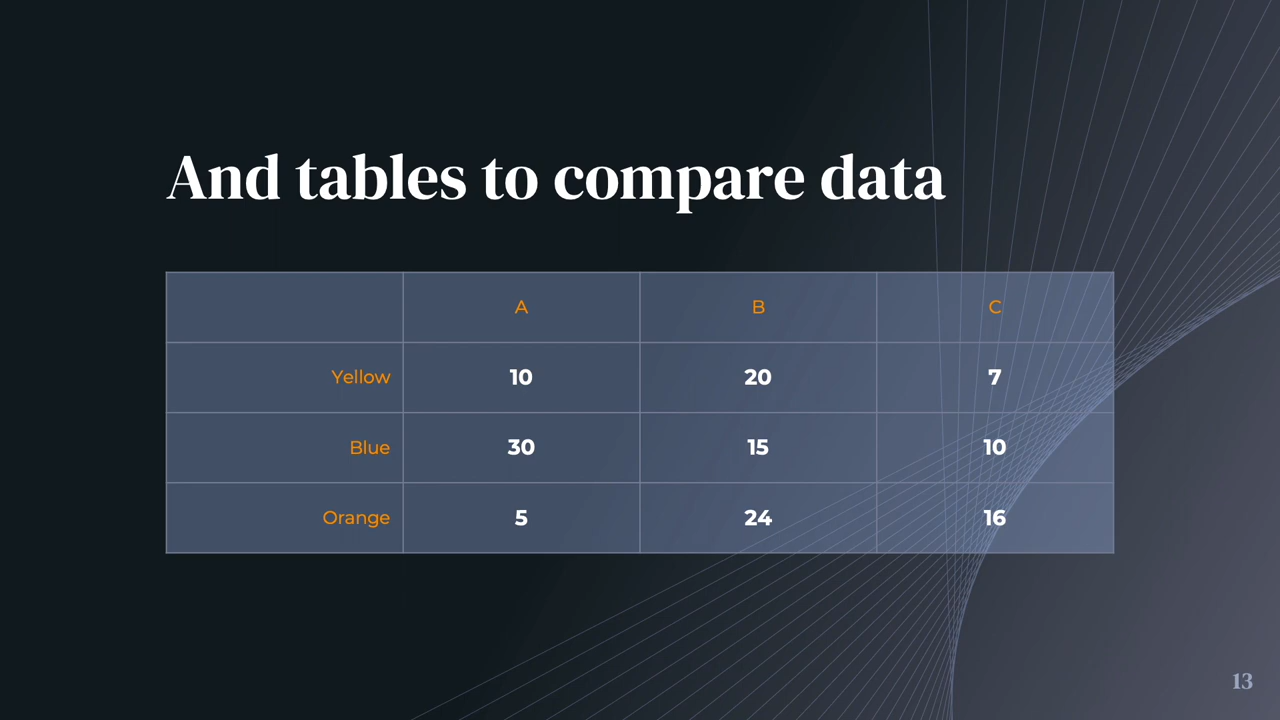 And tables to compare data
A B C
Yellow 10 20 7
Blue 30 15 10
Orange 5 24 16
13